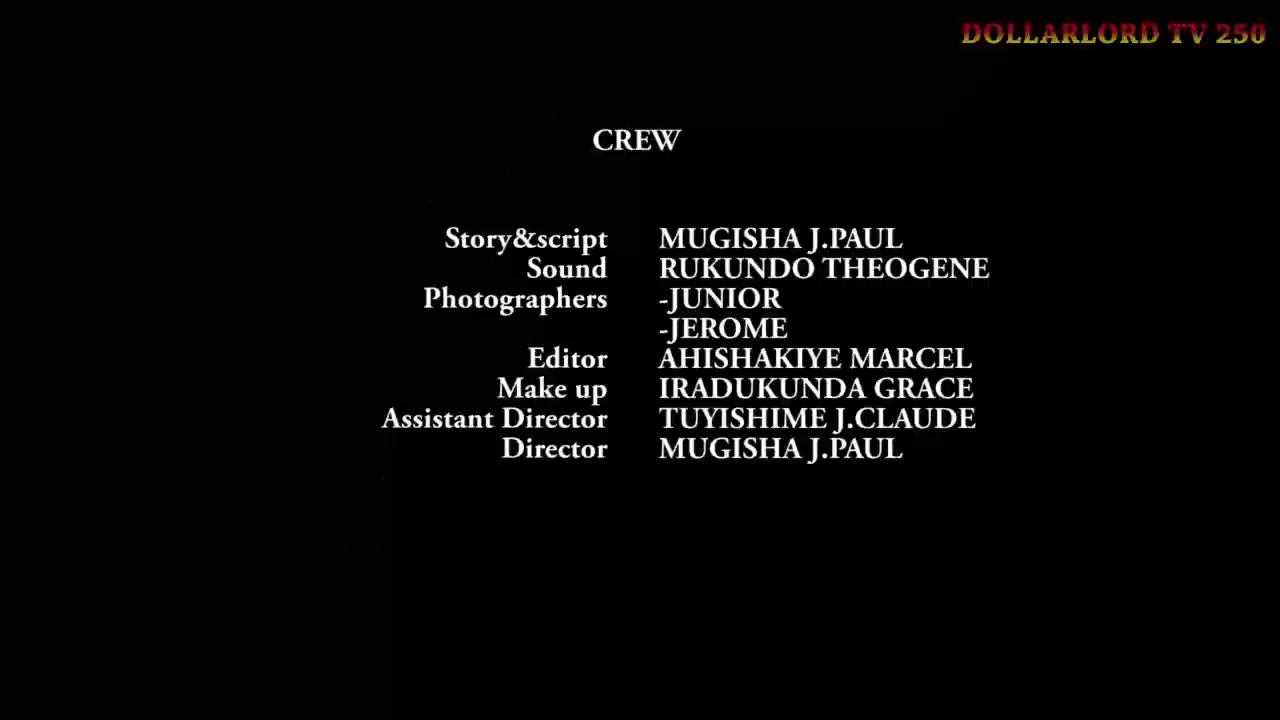 DOLLARLORD TV 250
CREW
Story&script MUGISHA J.PAUL
Sound RUKUNDO THEOGENE
Photographers -JUNIOR
-JEROME
Editor AHISHAKIYE MARCEL
Make up IRADUKUNDA GRACE
Assistant Director TUYISHIME J.CLAUDE
Director MUGISHA J.PAUL